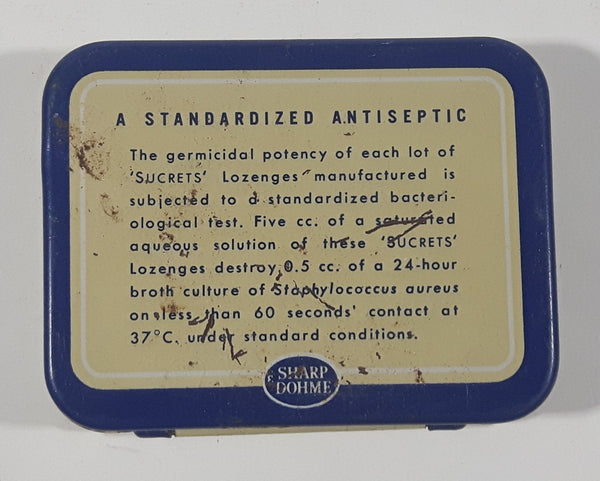 A STANDARDIZED ANTISEPTIC
The germicidal potency of each lot of
'SUCRETS' Lozenges manufactured is
subjected to a standardized bacteri-
ological test. Five cc. of a saturated
aqueous solution of these 'SUCRETS'
Lozenges destroy 0.5 cc. of a 24-hour
broth culture of Staphylococcus aureus
on less than 60 seconds' contact at
37°C. under standard conditions.
SHARP
DOHME